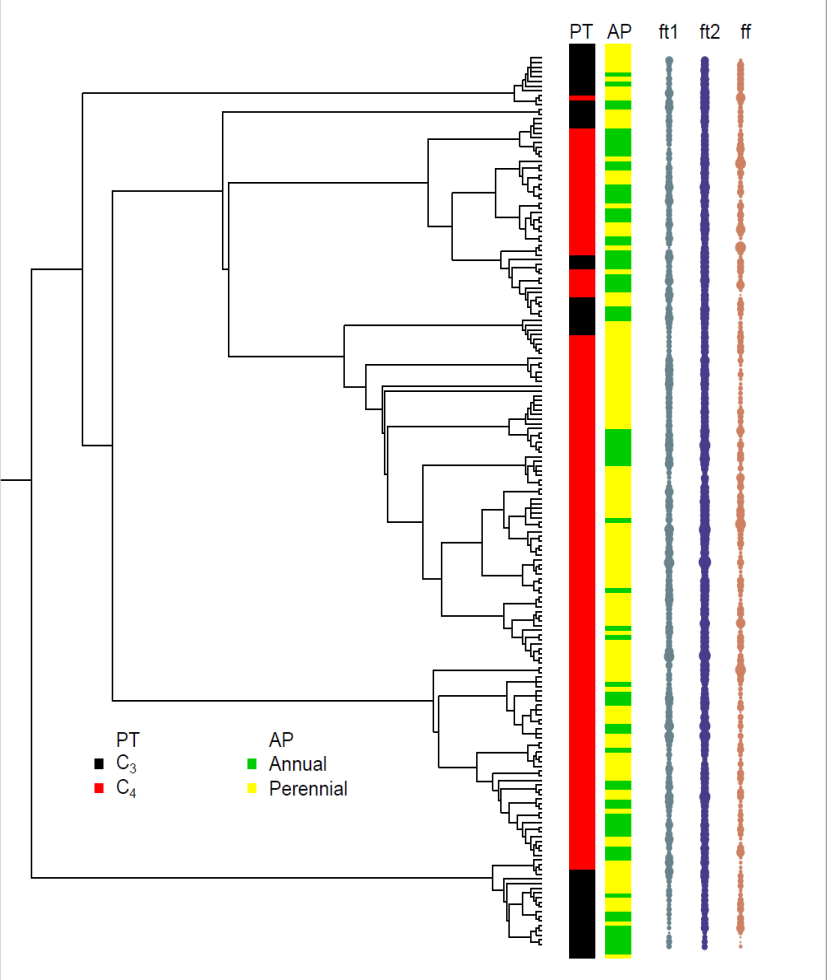 PT AP ft1 ft2 ff
PT AP
C3 Annual
C4 Perennial